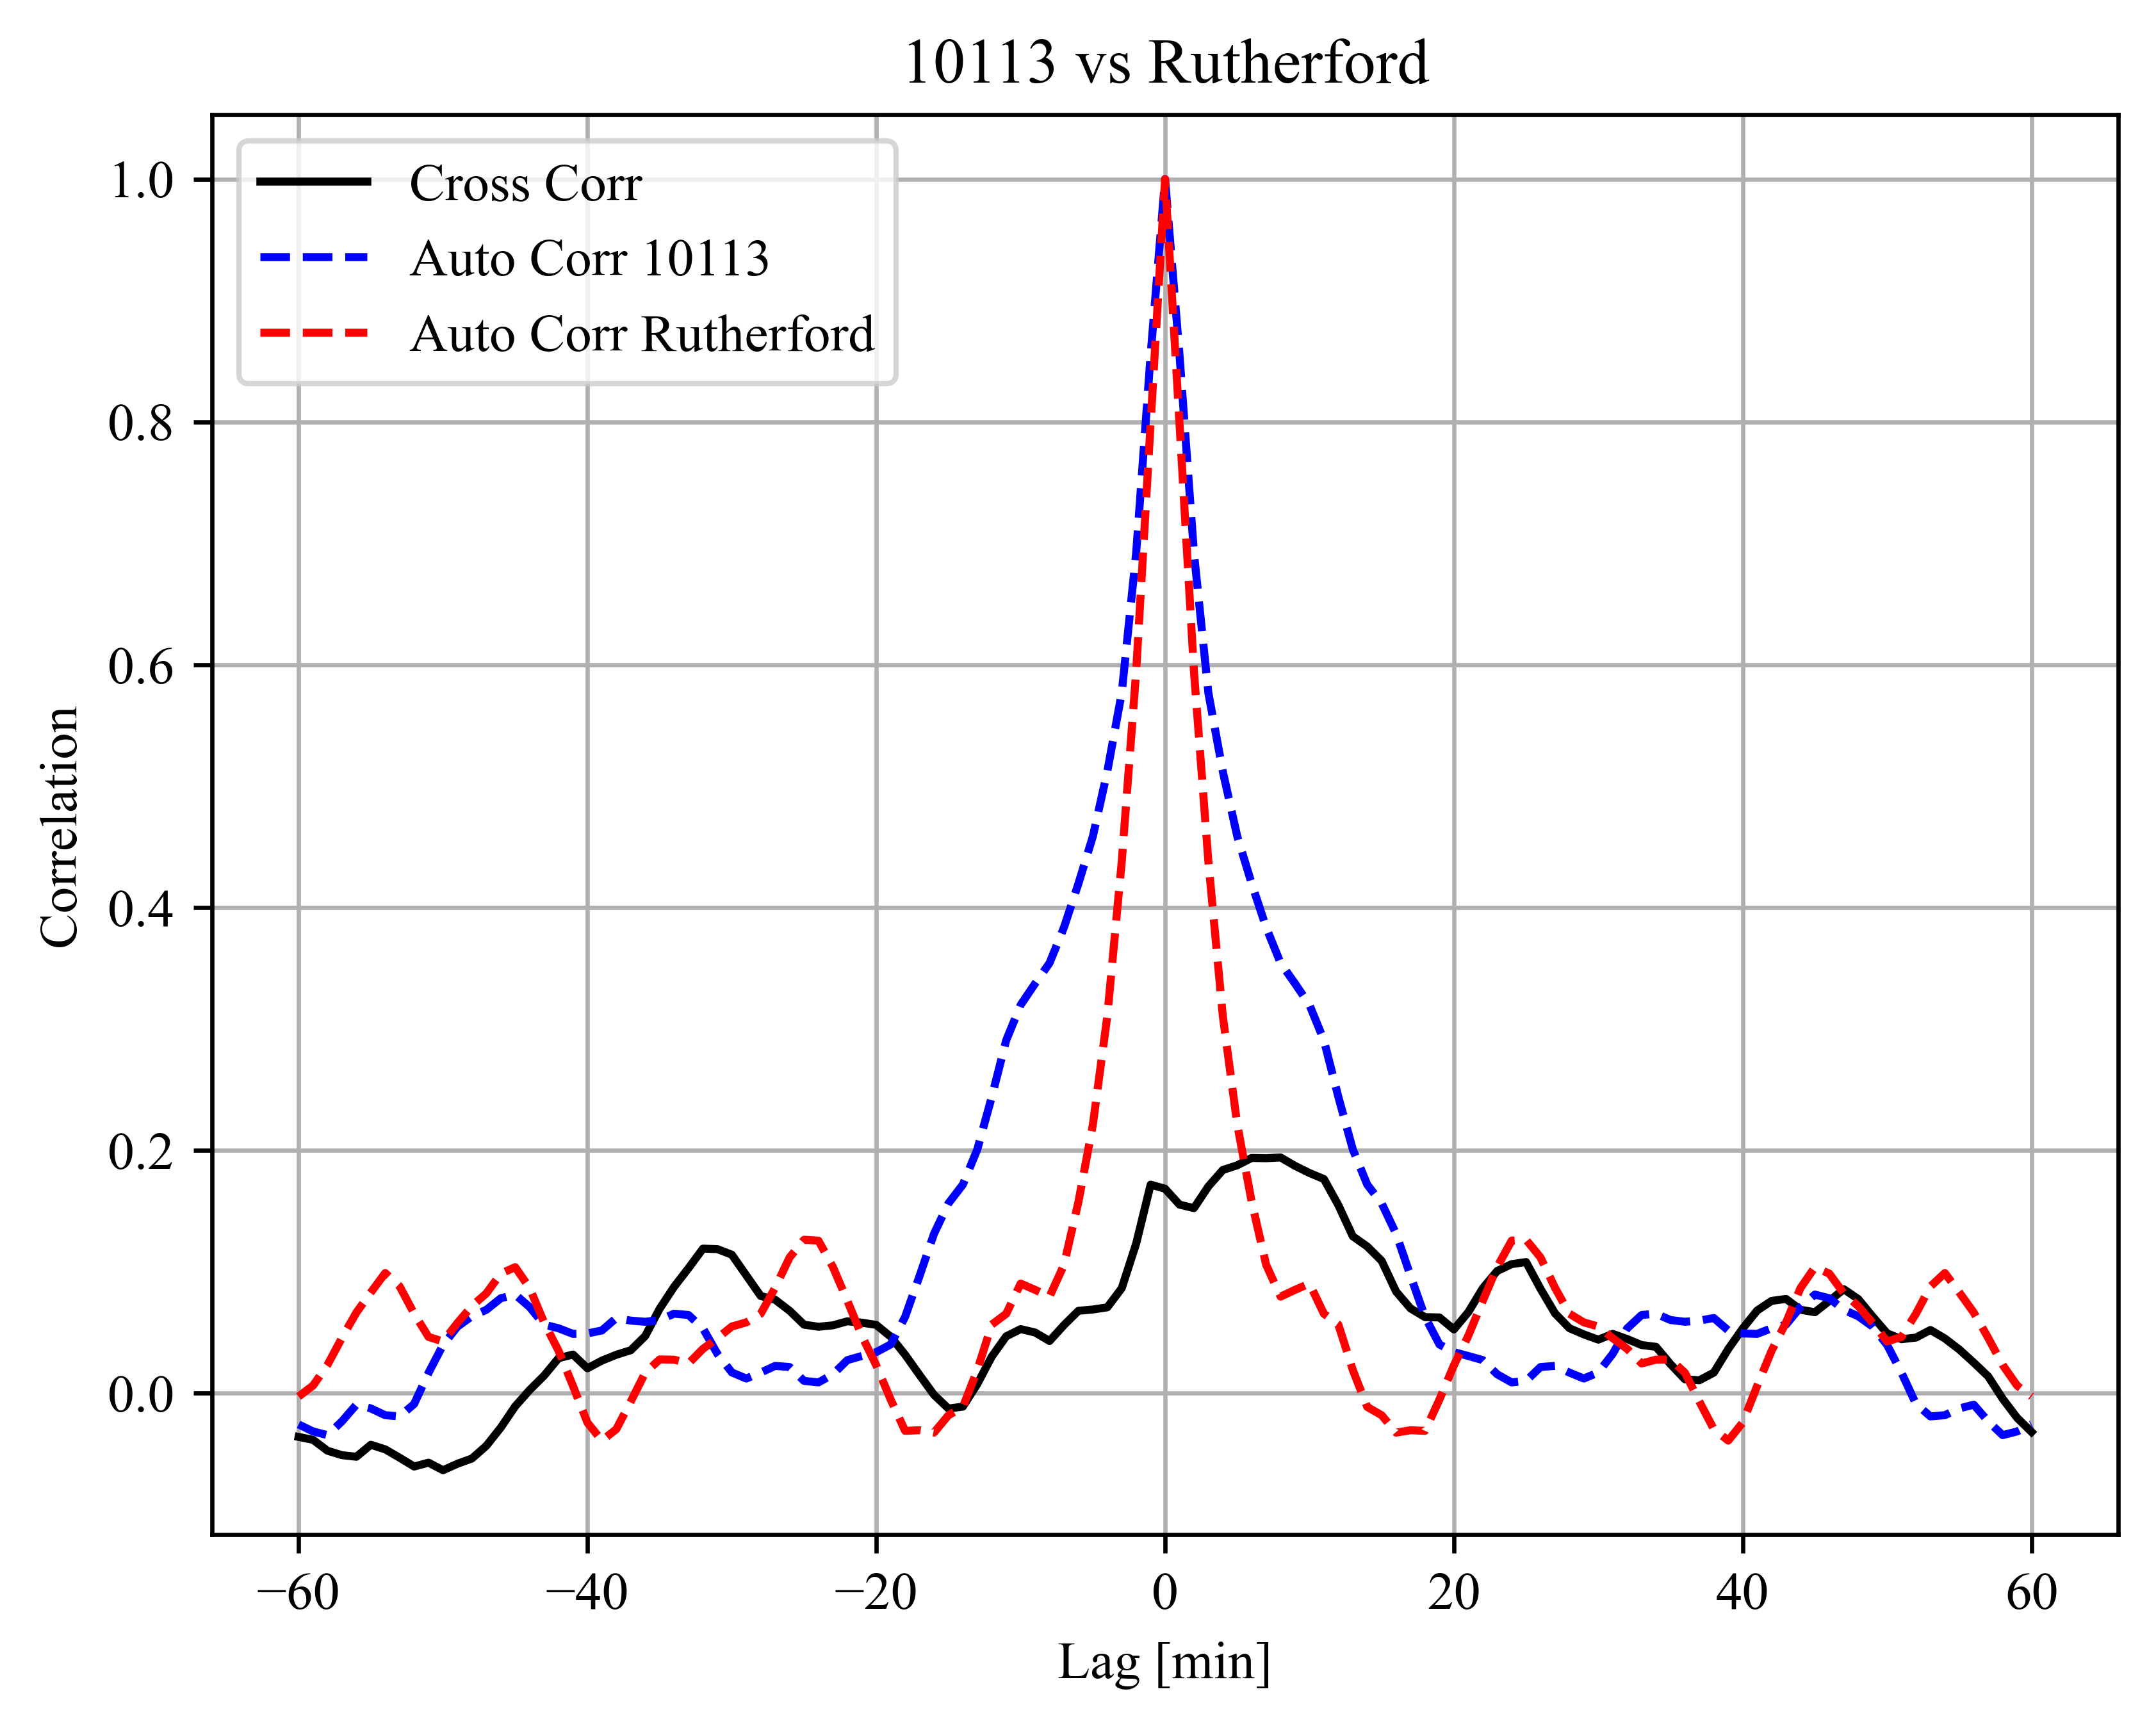 10113 vs Rutherford
Cross Corr
Auto Corr 10113
Auto Corr Rutherford
1.0
0.8
0.6
0.4
0.2
0.0
Correlation
−60 −40 −20 0 20 40 60
Lag [min]